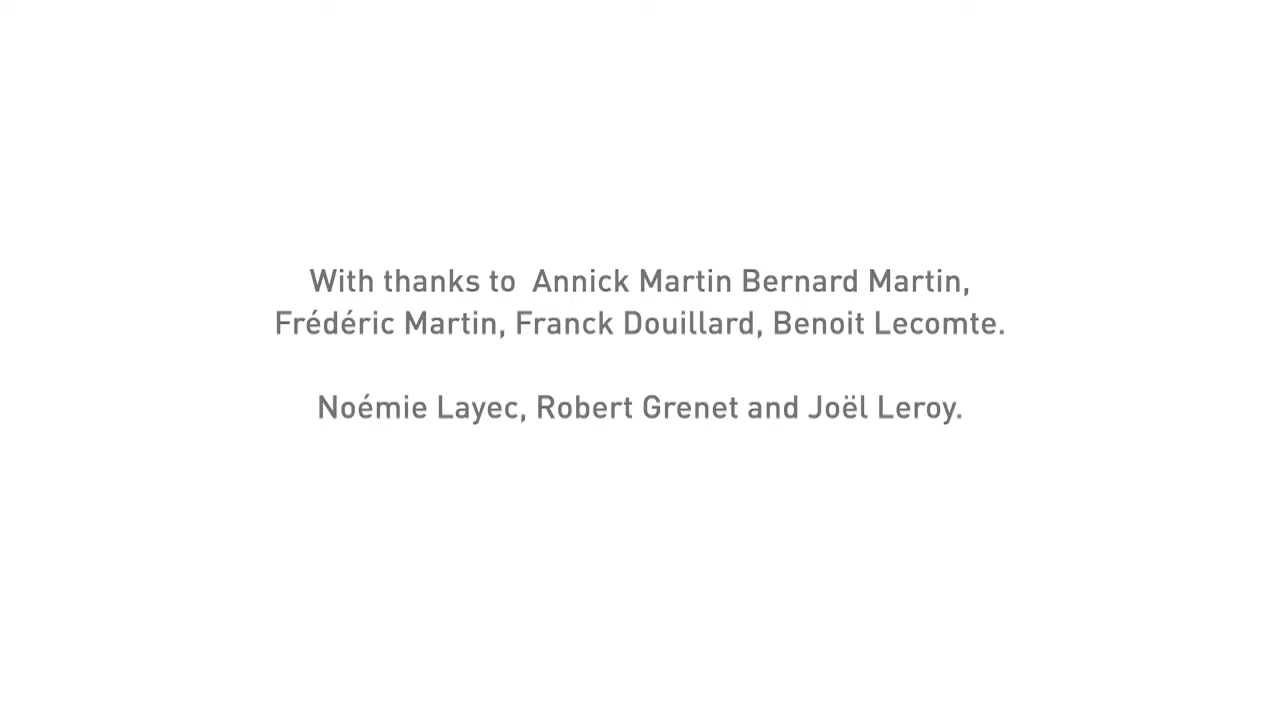 With thanks to  Annick Martin Bernard Martin,
Frédéric Martin, Franck Douillard, Benoit Lecomte.
Noémie Layec, Robert Grenet and Joël Leroy.